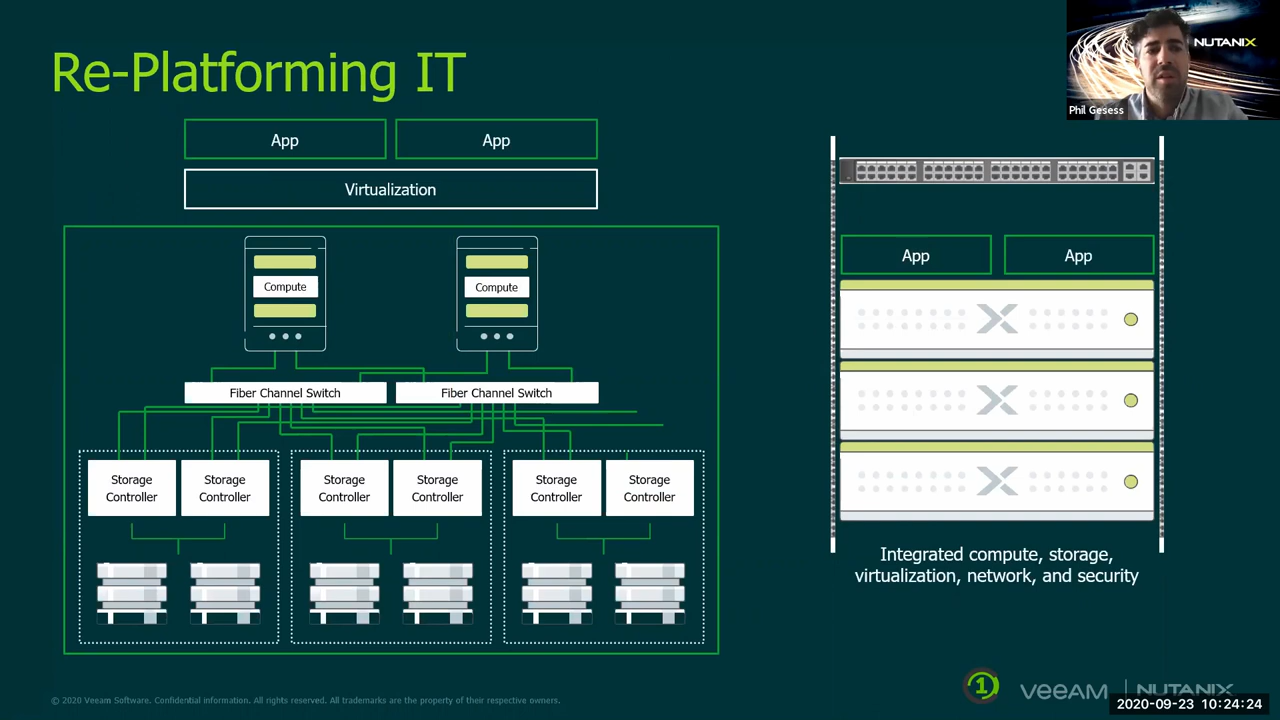 Re-Platforming IT
NUTANIX
Phil Gesess
App
App
Virtualization
Compute
Compute
Fiber Channel Switch
Fiber Channel Switch
Storage
Controller
Storage
Controller
Storage
Controller
Storage
Controller
Storage
Controller
Storage
Controller
App
App
X
X
X
Integrated compute, storage,
virtualization, network, and security
© 2020 Veeam Software. Confidential information. All rights reserved. All trademarks are the property of their respective owners.
1
veeAM
NUTANIX
2020-09-23 10:24:24